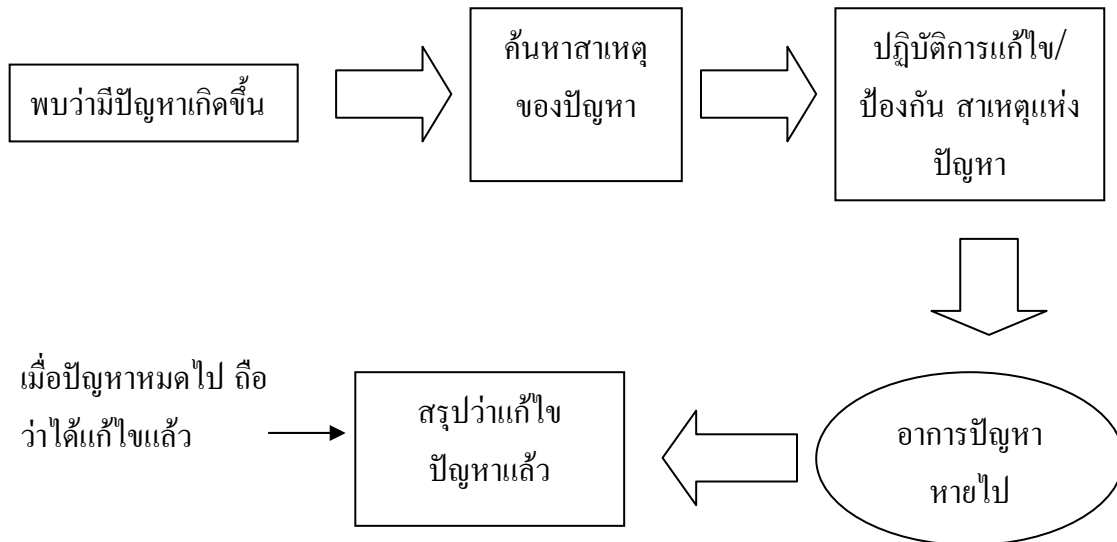 พบว่ามีปัญหาเกิดขึ้น
ค้นหาสาเหตุ
ของปัญหา
ปฏิบัติการแก้ไข/
ป้องกัน สาเหตุแห่ง
ปัญหา
เมื่อปัญหาหมดไป ถือ
ว่าได้แก้ไขแล้ว
สรุปว่าแก้ไข
ปัญหาแล้ว
อาการปัญหา
หายไป